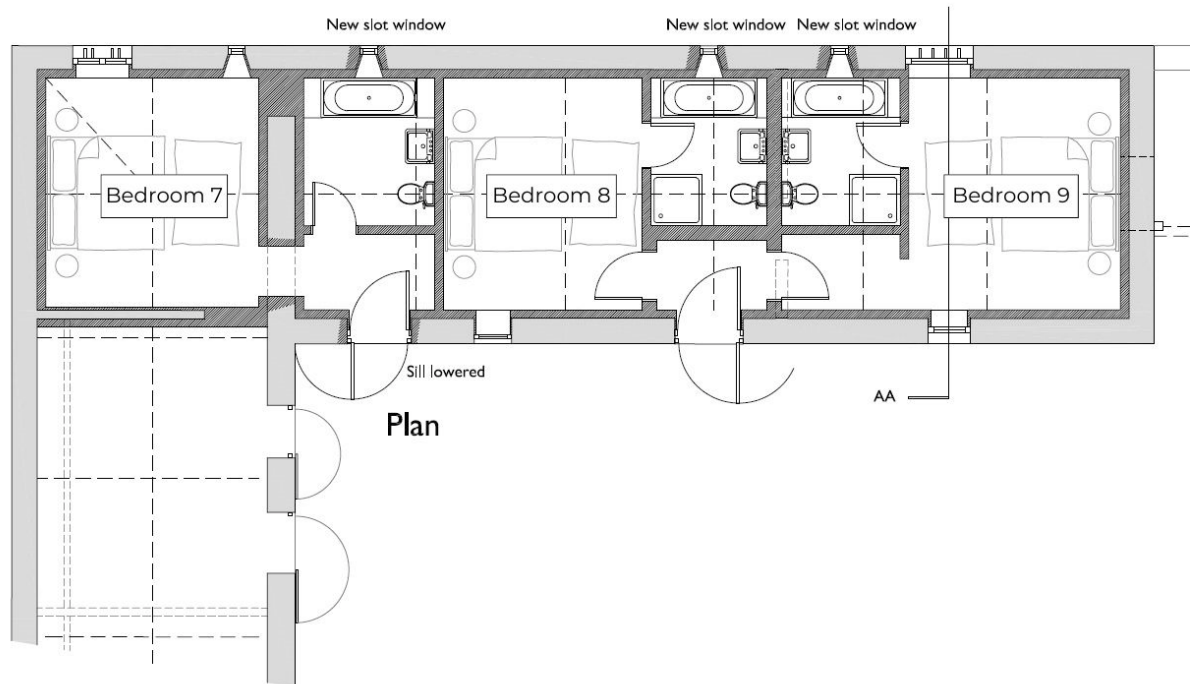 New slot window
New slot window
New slot window
Bedroom 7
Bedroom 8
Bedroom 9
Sill lowered
AA
Plan